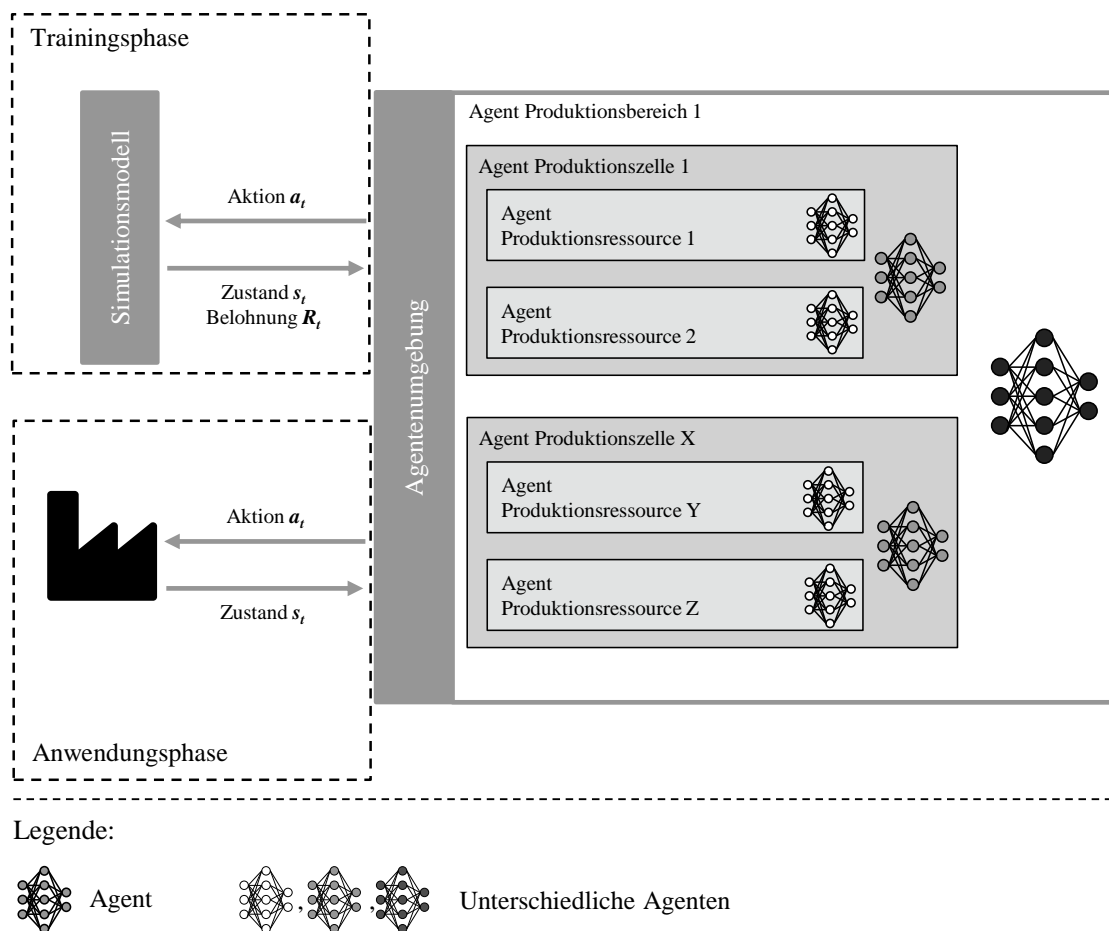 Trainingsphase
Simulationsmodell
Aktion a_t
Zustand s_t
Belohnung R_t
Aktion a_t
Zustand s_t
Anwendungsphase
Agentenumgebung
Agent Produktionsbereich 1
Agent Produktionszelle 1
Agent
Produktionsressource 1
Agent
Produktionsressource 2
Agent Produktionszelle X
Agent
Produktionsressource Y
Agent
Produktionsressource Z
Legende:
Agent
, , Unterschiedliche Agenten